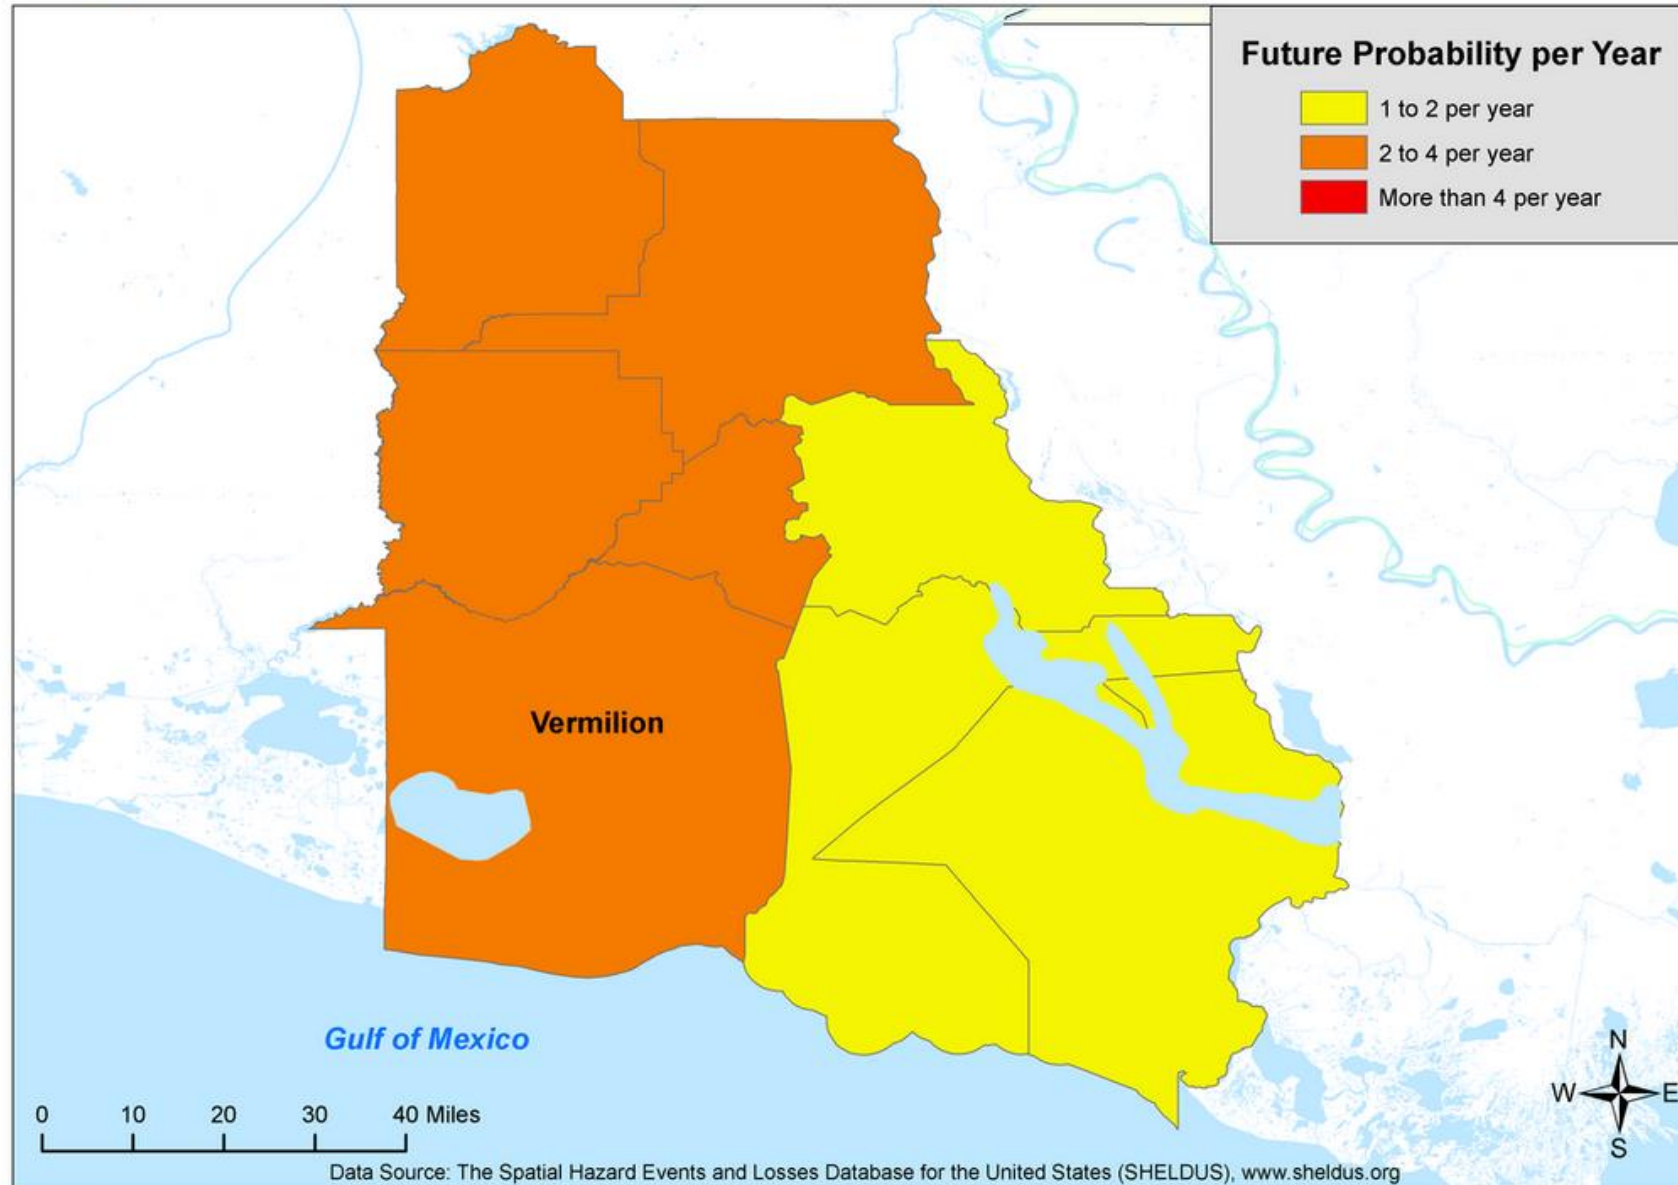 Future Probability per Year
1 to 2 per year
2 to 4 per year
More than 4 per year
Vermilion
Gulf of Mexico
0 10 20 30 40 Miles
N
W E
S
Data Source: The Spatial Hazard Events and Losses Database for the United States (SHELDUS), www.sheldus.org